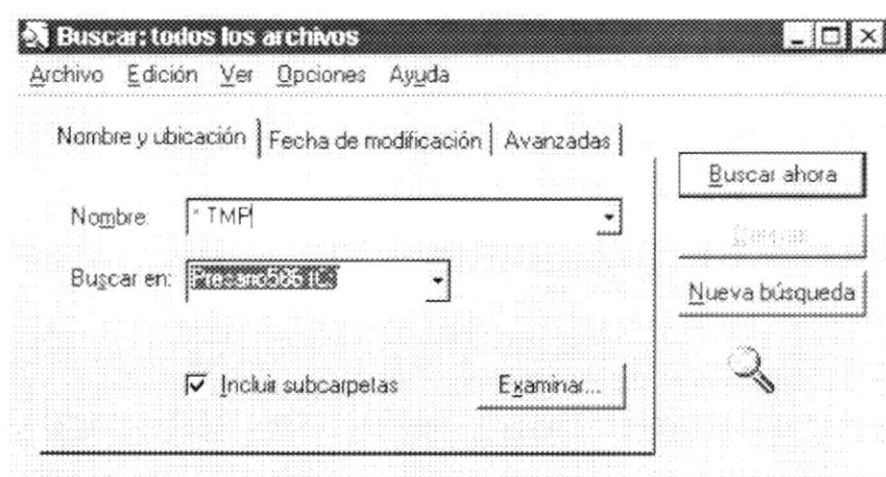 Buscar: todos los archivos
Archivo Edición Ver Opciones Ayuda
Nombre y ubicación Fecha de modificación Avanzadas
Buscar ahora
Nombre: *.TMP
Buscar en:
Nueva búsqueda
Incluir subcarpetas Examinar...